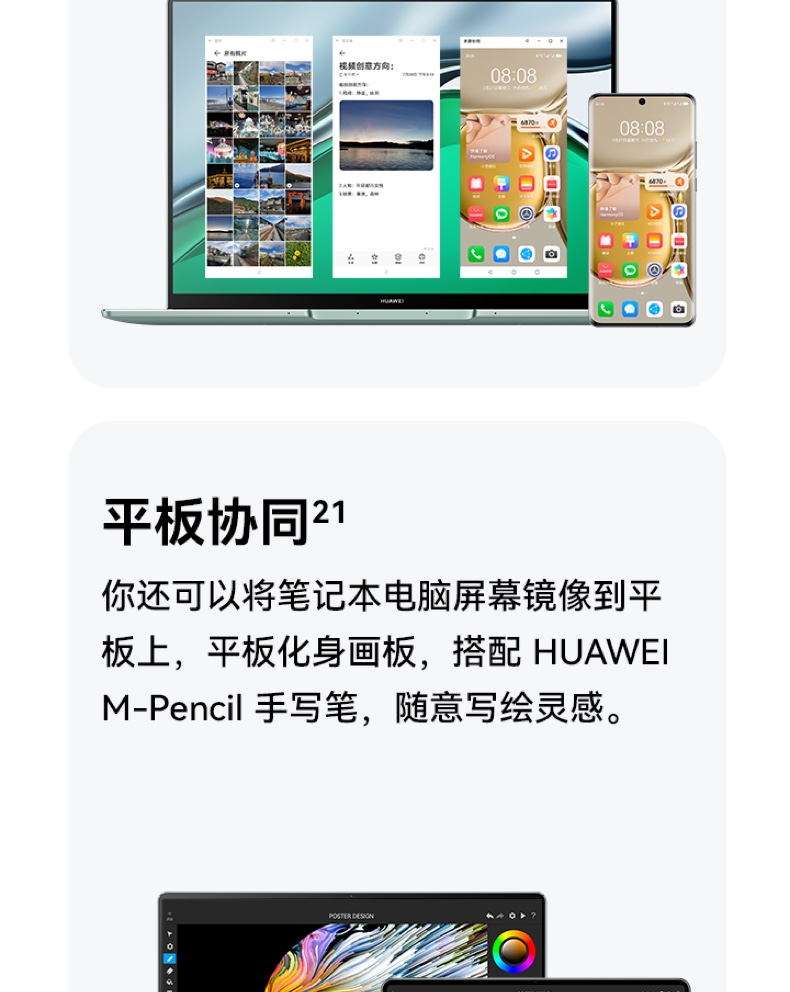 所有照片
视频创意方向:
08:08
6870
HarmonyOS
08:08
6870
HarmonyOS
HUAWEI
平板协同21
你还可以将笔记本电脑屏幕镜像到平
板上，平板化身画板，搭配 HUAWEI
M-Pencil 手写笔，随意写绘灵感。
POSTER DESIGN